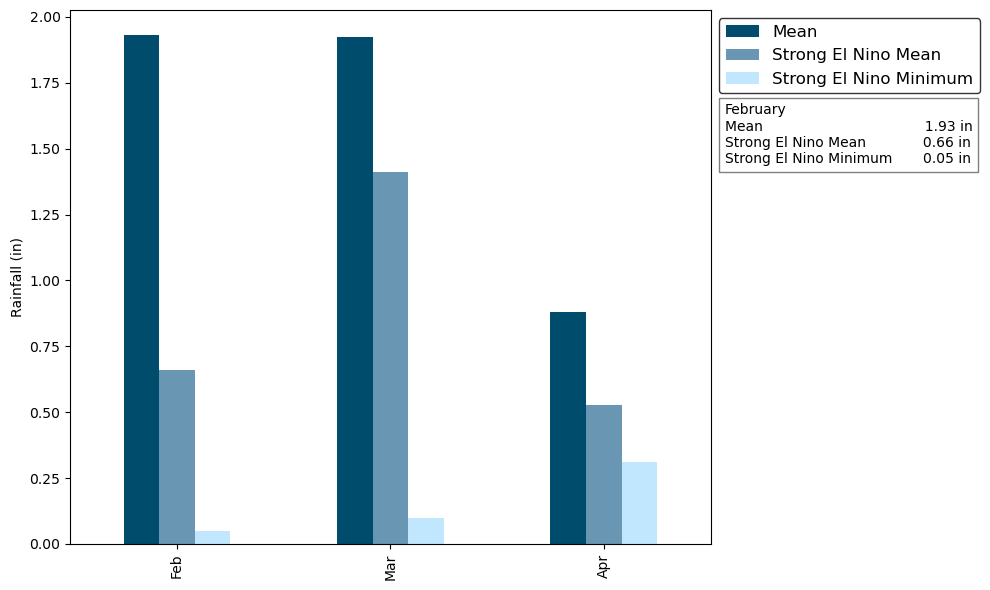 2.00
1.75
1.50
1.25
1.00
0.75
0.50
0.25
0.00
Rainfall (in)
Feb
Mar
Apr
Mean
Strong El Nino Mean
Strong El Nino Minimum
February
Mean 1.93 in
Strong El Nino Mean 0.66 in
Strong El Nino Minimum 0.05 in